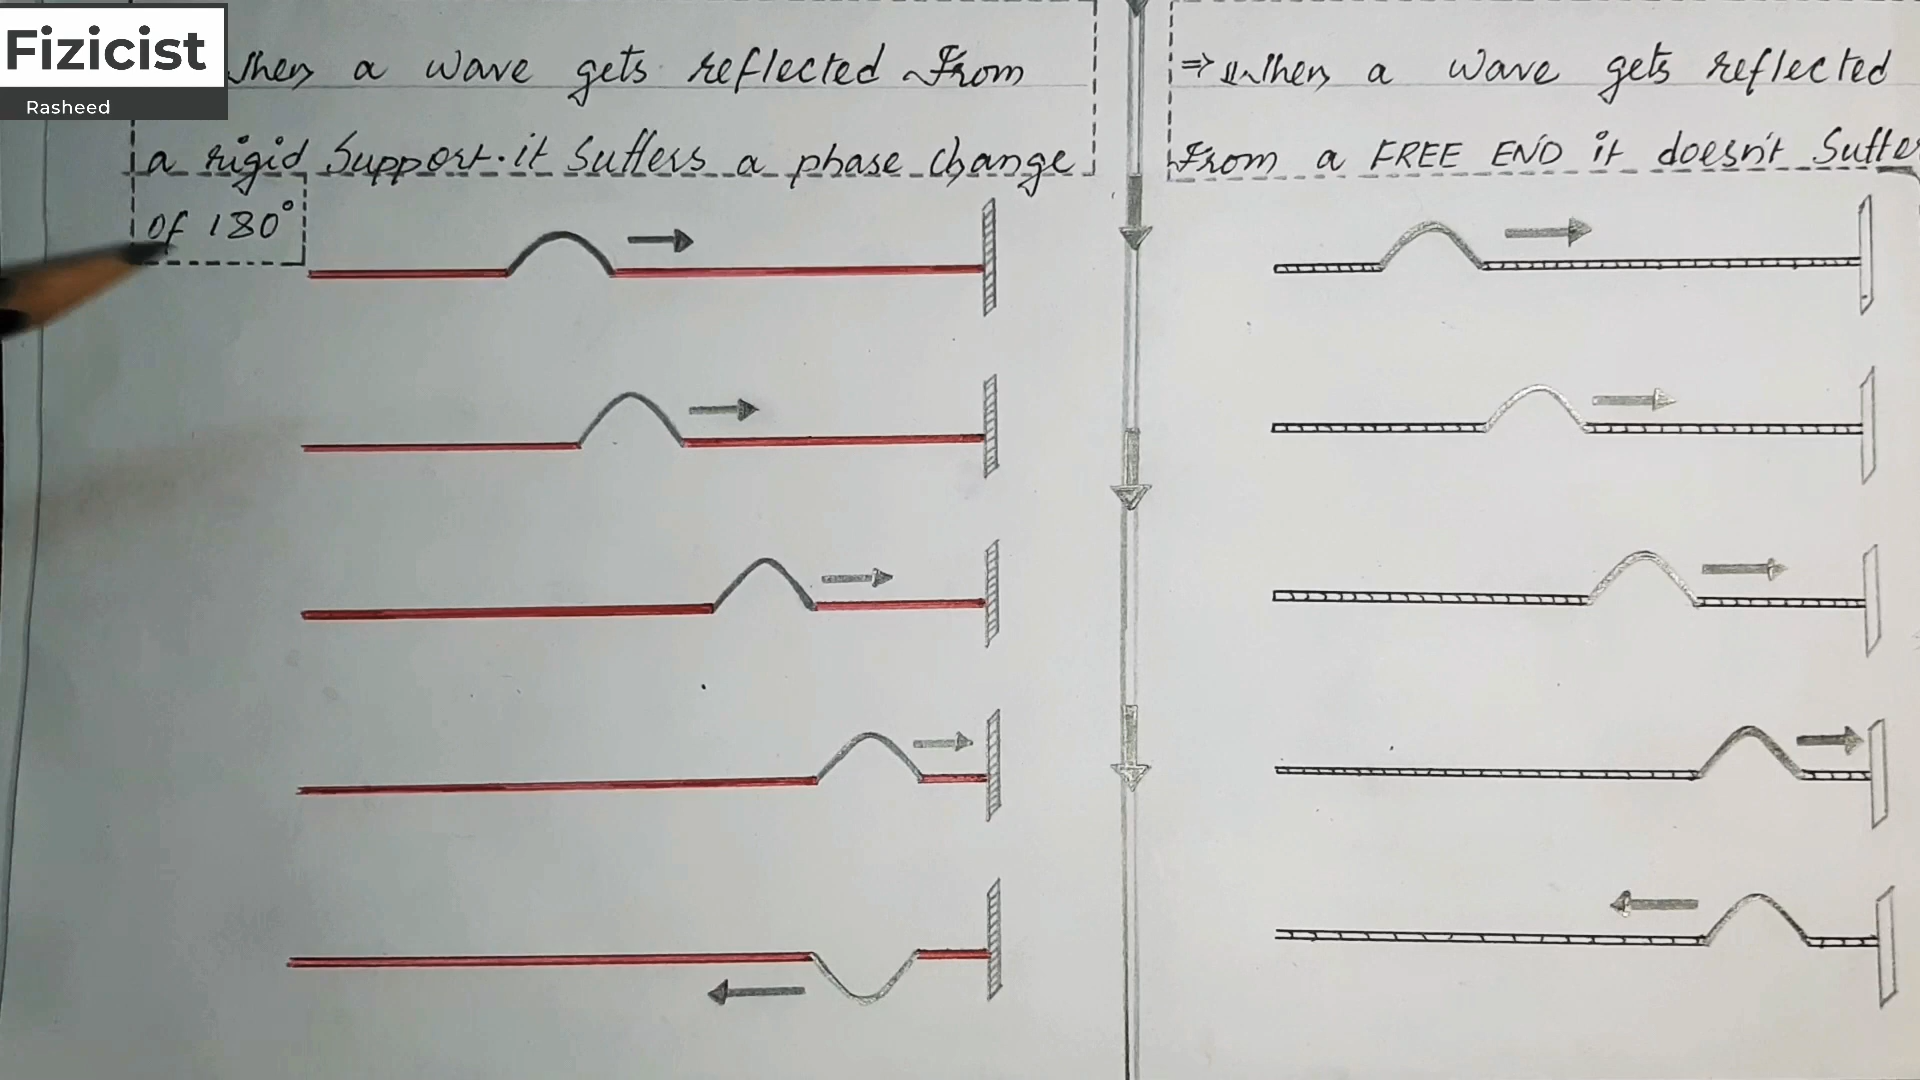 Fizicist
Rasheed
When a wave gets reflected from
a rigid Support.it Suffers a phase change
of 180°
⇒ When a wave gets reflected
from a FREE END it doesn't